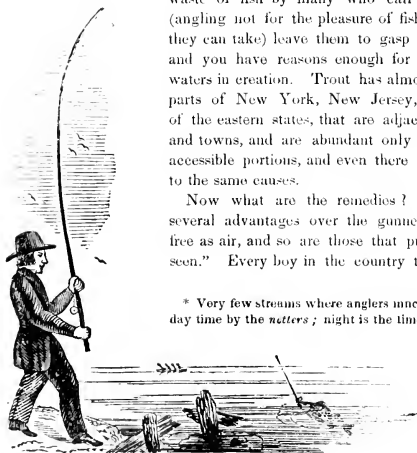 waste of fish by many who call
(angling not for the pleasure of fish
they can take) leave them to gasp
and you have reasons enough for
waters in creation. Trout has almo
parts of New York, New Jersey,
of the eastern states, that are adjac
and towns, and are abundant only
accessible portions, and even there
to the same causes.
Now what are the remedies ?
several advantages over the gunne
free as air, and so are those that pu
seen." Every boy in the country t
* Very few streams where anglers
day time by the netters ; night is the tim